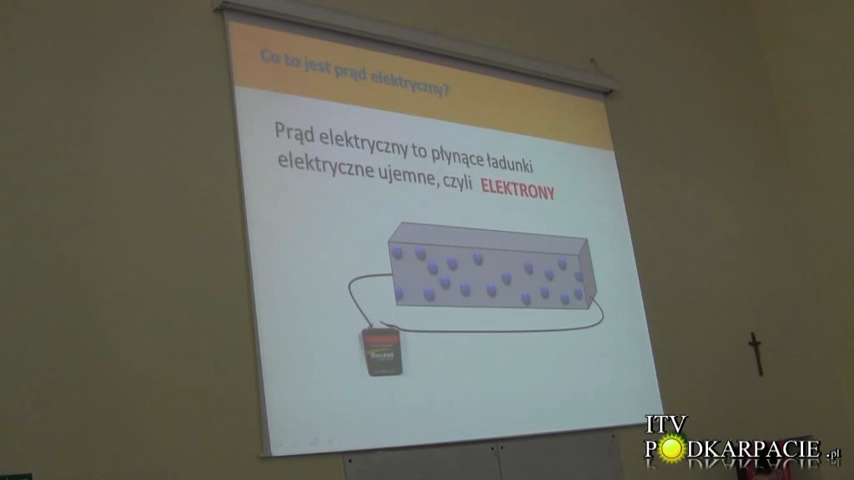 Co to jest prąd elektryczny?
Prąd elektryczny to płynące ładunki
elektryczne ujemne, czyli ELEKTRONY
ITV
PODKARPACIE.pl